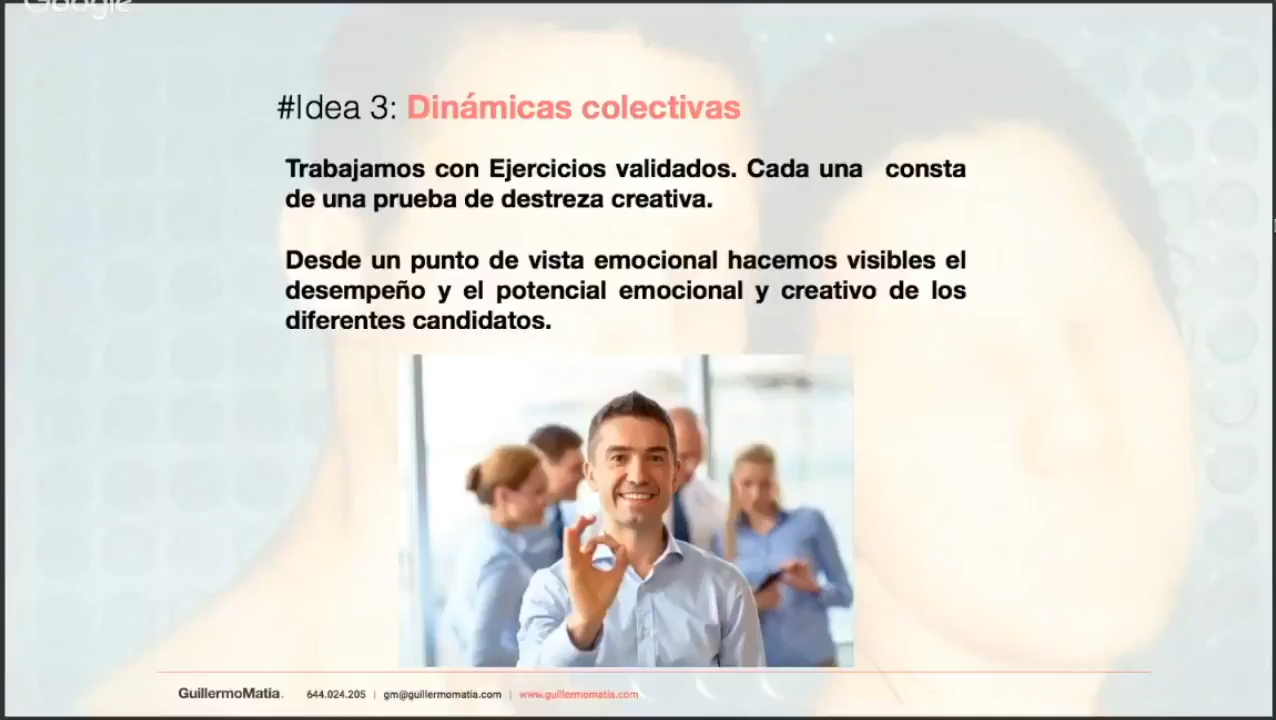 Google
#Idea 3: Dinámicas colectivas
Trabajamos con Ejercicios validados. Cada una consta
de una prueba de destreza creativa.
Desde un punto de vista emocional hacemos visibles el
desempeño y el potencial emocional y creativo de los
diferentes candidatos.
GuillermoMatia. 644.024.205 | gm@guillermomatia.com | www.guillermomatia.com